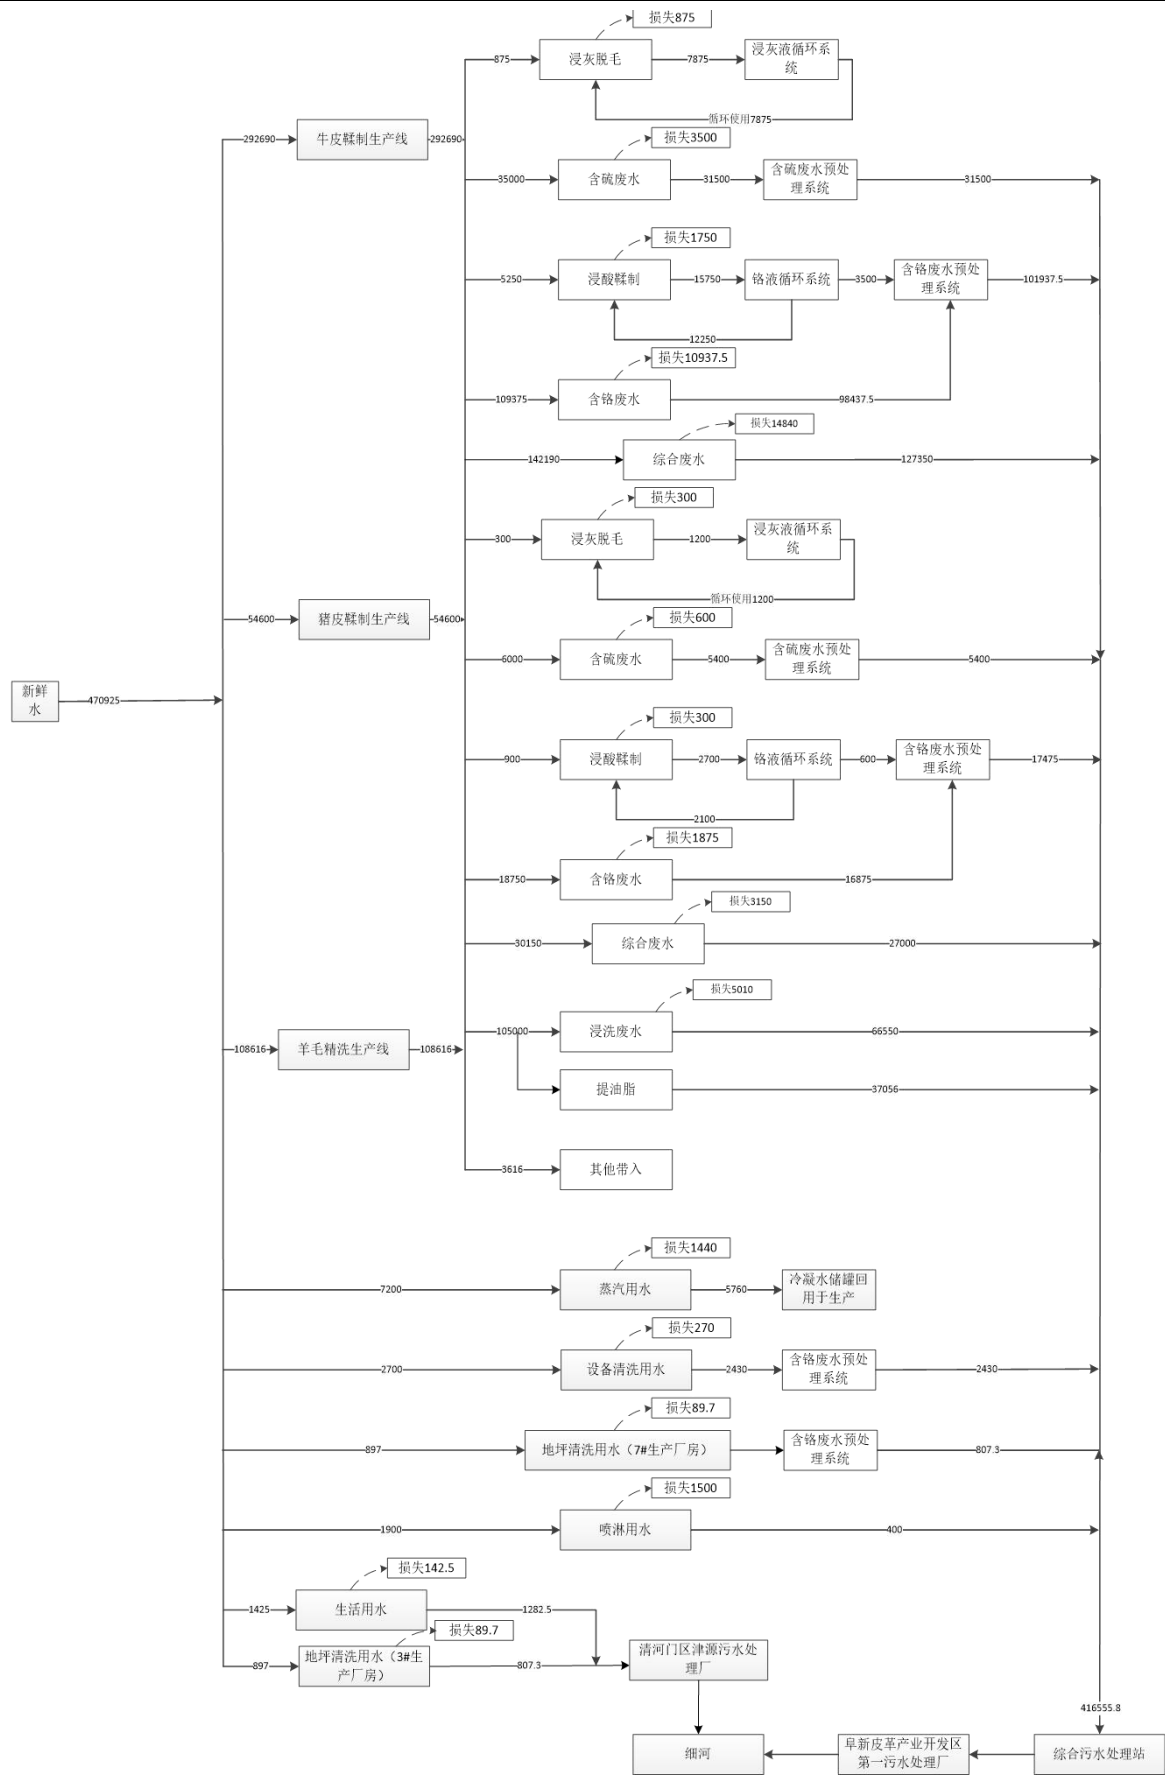 损失875
875
浸灰脱毛
7875
浸灰液循环系
统
循环使用7875
292690
牛皮鞣制生产线
292690
损失3500
35000
含硫废水
31500
含硫废水预处
理系统
31500
损失1750
5250
浸酸鞣制
15750
铬液循环系统
3500
含铬废水预处
理系统
101937.5
12250
损失10937.5
109375
含铬废水
98437.5
损失14840
142190
综合废水
127350
损失300
300
浸灰脱毛
1200
浸灰液循环系
统
循环使用1200
54600
猪皮鞣制生产线
54600
损失600
6000
含硫废水
5400
含硫废水预处
理系统
5400
新鲜
水
470925
损失300
900
浸酸鞣制
2700
铬液循环系统
600
含铬废水预处
理系统
17475
2100
损失1875
18750
含铬废水
16875
损失3150
30150
综合废水
27000
损失5010
105000
浸洗废水
66550
108616
羊毛精洗生产线
108616
提油脂
37056
3616
其他带入
损失1440
7200
蒸汽用水
5760
冷凝水储罐回
用于生产
损失270
2700
设备清洗用水
2430
含铬废水预处
理系统
2430
损失89.7
897
地坪清洗用水（7#生产厂房）
含铬废水预处
理系统
807.3
损失1500
1900
喷淋用水
400
损失142.5
1425
生活用水
1282.5
损失89.7
897
地坪清洗用水（3#生
产厂房）
807.3
清河门区津源污水处
理厂
416555.8
细河
阜新皮革产业开发区
第一污水处理厂
综合污水处理站